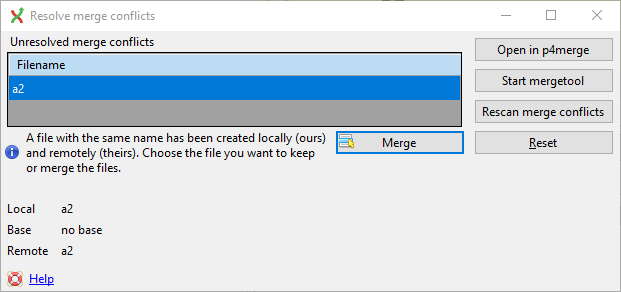 Resolve merge conflicts
Unresolved merge conflicts
Filename
a2
Open in p4merge
Start mergetool
Rescan merge conflicts
Reset
A file with the same name has been created locally (ours)
and remotely (theirs). Choose the file you want to keep
or merge the files.
Merge
Local a2
Base no base
Remote a2
Help